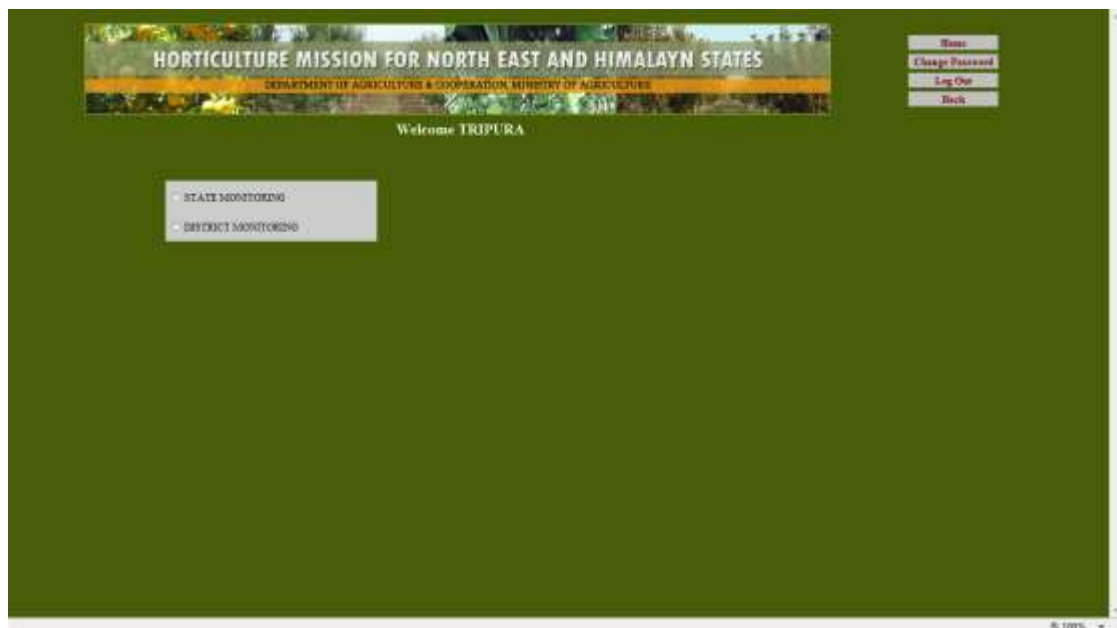 HORTICULTURE MISSION FOR NORTH EAST AND HIMALAYN STATES
DEPARTMENT OF AGRICULTURE & COOPERATION, MINISTRY OF AGRICULTURE
Home
Change Password
Log Out
Back
Welcome TRIPURA
STATE MONITORING
DISTRICT MONITORING
100%